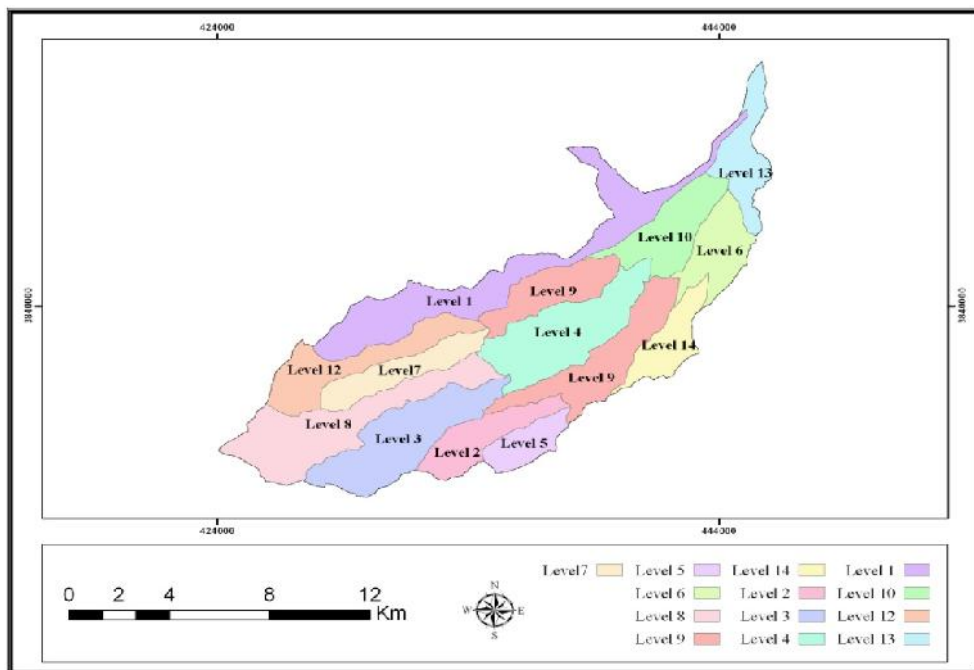 424000 444000
Level 13
Level 10
Level 6
Level 9
Level 1
3840000 3840000
Level 4
Level 14
Level 12
Level7
Level 9
Level 8
Level 3
Level 5
Level 2
424000 444000
Level7 Level 5 Level 14 Level 1
Level 6 Level 2 Level 10
Level 8 Level 3 Level 12
Level 9 Level 4 Level 13
0 2 4 8 12
Km
N
W E
S